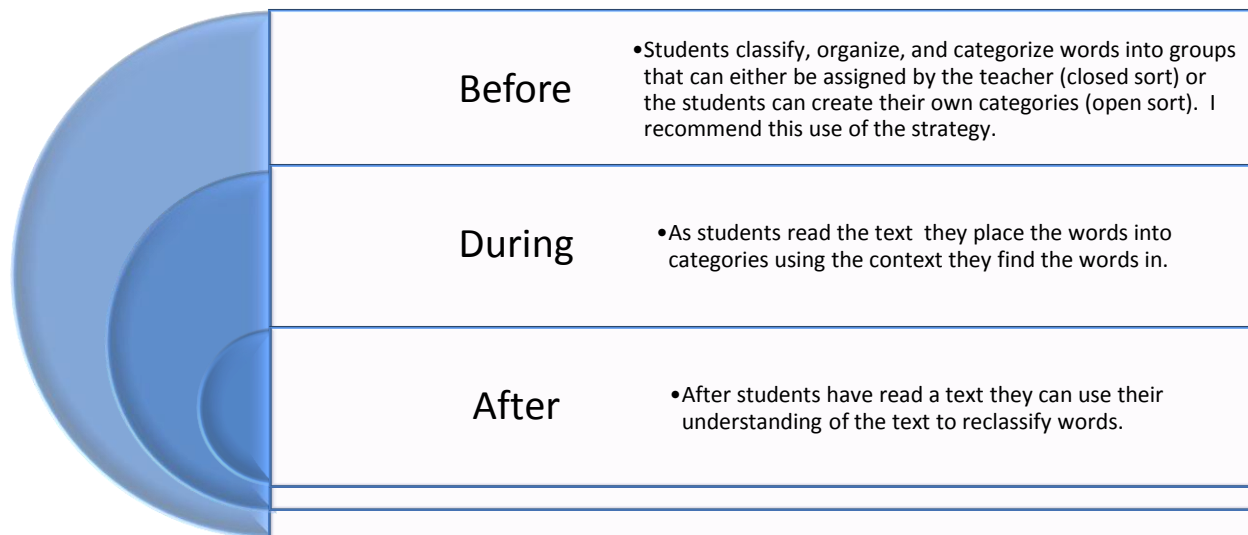 Before
•Students classify, organize, and categorize words into groups
that can either be assigned by the teacher (closed sort) or
the students can create their own categories (open sort).  I
recommend this use of the strategy.
During
•As students read the text  they place the words into
categories using the context they find the words in.
After
•After students have read a text they can use their
understanding of the text to reclassify words.